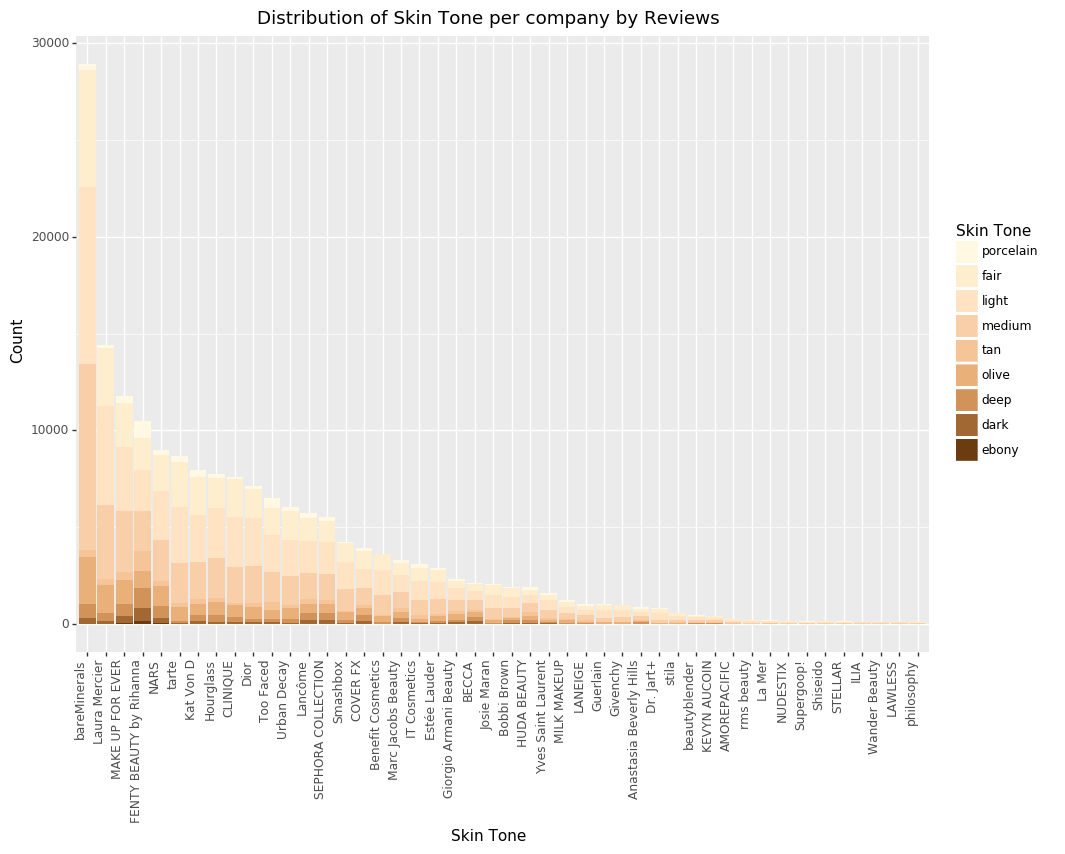 Distribution of Skin Tone per company by Reviews
Count
30000
20000
10000
0
bareMinerals
Laura Mercier
MAKE UP FOR EVER
FENTY BEAUTY by Rihanna
NARS
tarte
Kat Von D
Hourglass
CLINIQUE
Dior
Too Faced
Urban Decay
Lancôme
SEPHORA COLLECTION
Smashbox
COVER FX
Benefit Cosmetics
Marc Jacobs Beauty
IT Cosmetics
Estée Lauder
Giorgio Armani Beauty
BECCA
Josie Maran
Bobbi Brown
HUDA BEAUTY
Yves Saint Laurent
MILK MAKEUP
LANEIGE
Guerlain
Givenchy
Anastasia Beverly Hills
Dr. Jart+
stila
beautyblender
KEVYN AUCOIN
AMOREPACIFIC
rms beauty
La Mer
NUDESTIX
Supergoop!
Shiseido
STELLAR
ILIA
Wander Beauty
LAWLESS
philosophy
Skin Tone
Skin Tone
porcelain
fair
light
medium
tan
olive
deep
dark
ebony